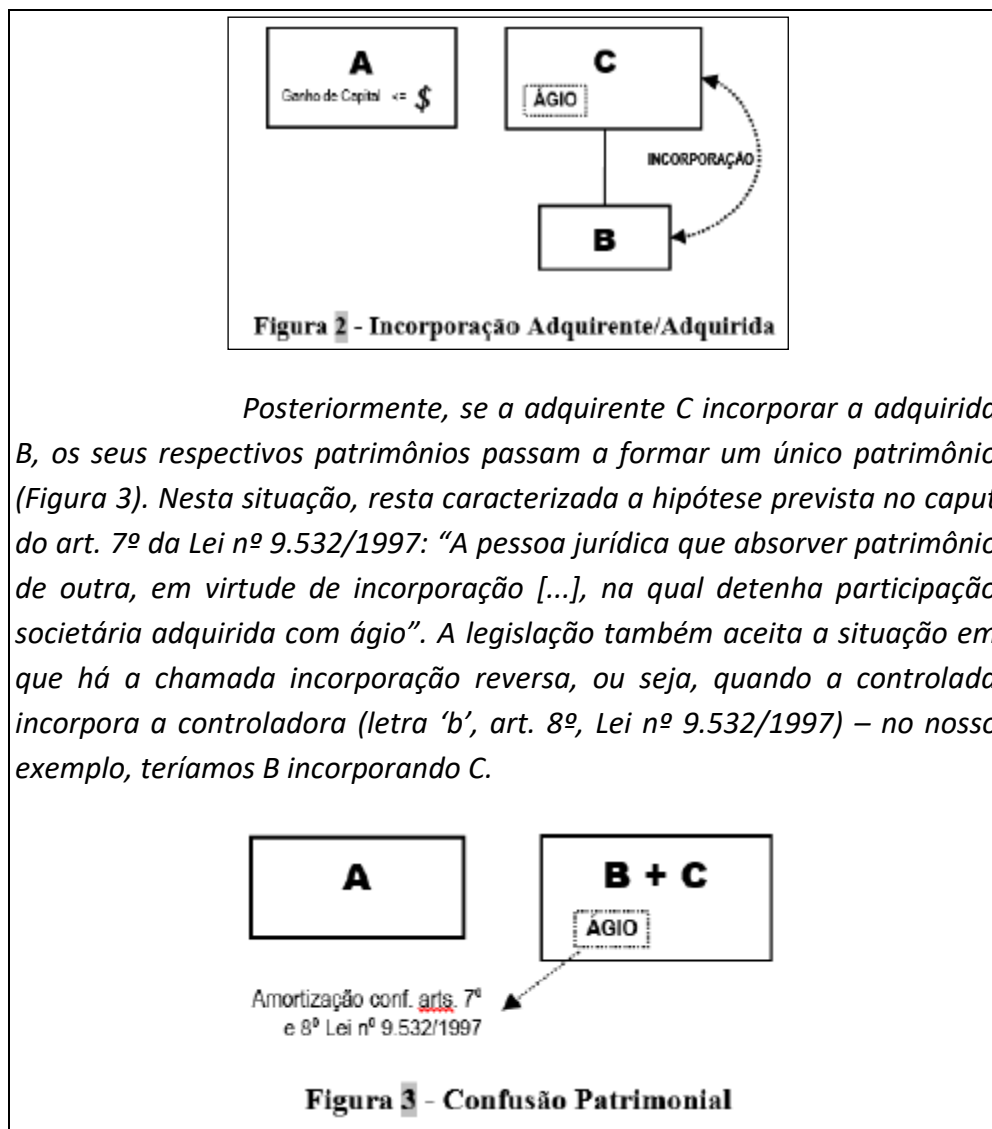 A
Ganho de Capital <= $
C
ÁGIO
INCORPORAÇÃO
B
Figura 2 - Incorporação Adquirente/Adquirida
Posteriormente, se a adquirente C incorporar a adquirida
B, os seus respectivos patrimônios passam a formar um único patrimônio
(Figura 3). Nesta situação, resta caracterizada a hipótese prevista no caput
do art. 7º da Lei nº 9.532/1997: “A pessoa jurídica que absorver patrimônio
de outra, em virtude de incorporação [...], na qual detenha participação
societária adquirida com ágio”. A legislação também aceita a situação em
que há a chamada incorporação reversa, ou seja, quando a controlada
incorpora a controladora (letra ‘b’, art. 8º, Lei nº 9.532/1997) – no nosso
exemplo, teríamos B incorporando C.
A
B + C
ÁGIO
Amortização conf. arts. 7º
e 8º Lei nº 9.532/1997
Figura 3 - Confusão Patrimonial